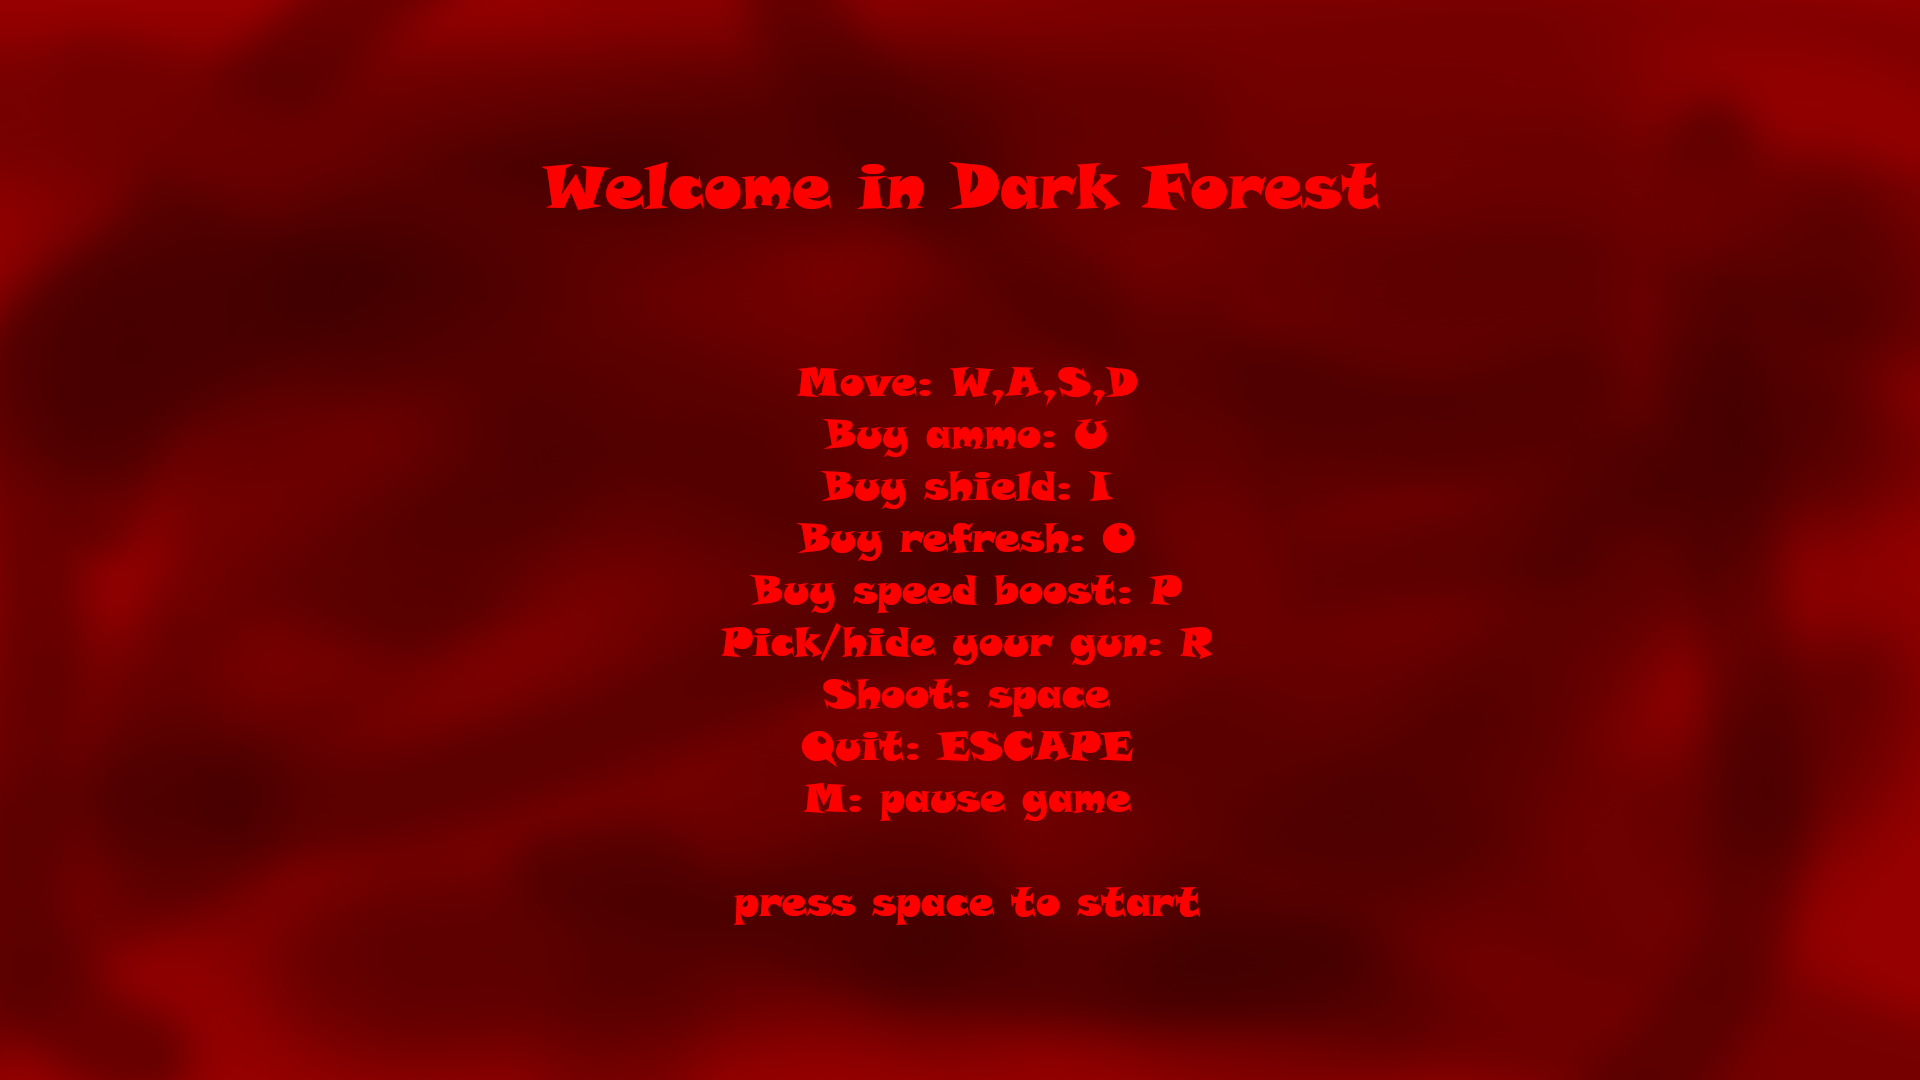 Welcome in Dark Forest
Move: W,A,S,D
Buy ammo: U
Buy shield: I
Buy refresh: O
Buy speed boost: P
Pick/hide your gun: R
Shoot: space
Quit: ESCAPE
M: pause game
press space to start